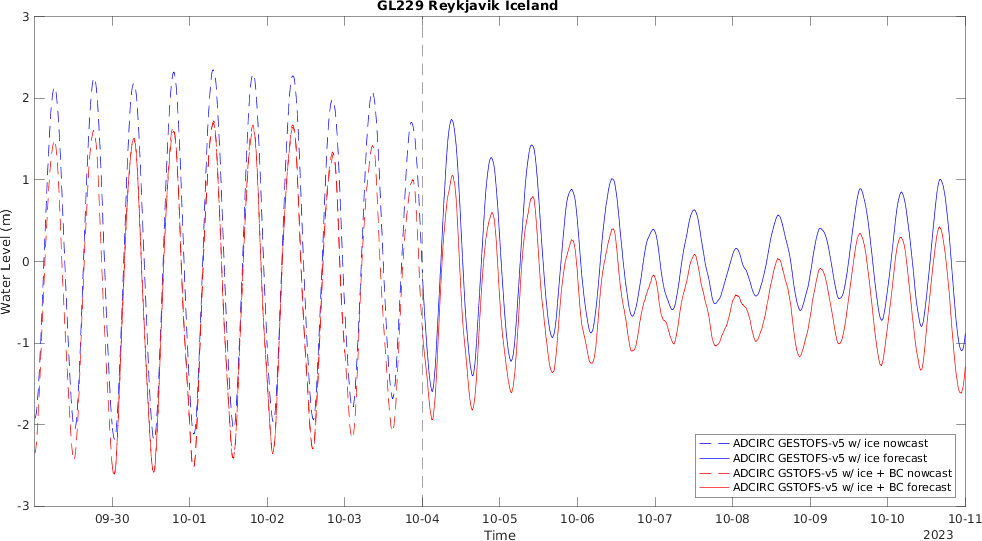 GL229 Reykjavik Iceland
3
2
1
0
-1
-2
-3
Water Level (m)
09-30
10-01
10-02
10-03
10-04
10-05
10-06
10-07
10-08
10-09
10-10
10-11
Time
2023
ADCIRC GESTOFS-v5 w/ ice nowcast
ADCIRC GESTOFS-v5 w/ ice forecast
ADCIRC GSTOFS-v5 w/ ice + BC nowcast
ADCIRC GSTOFS-v5 w/ ice + BC forecast